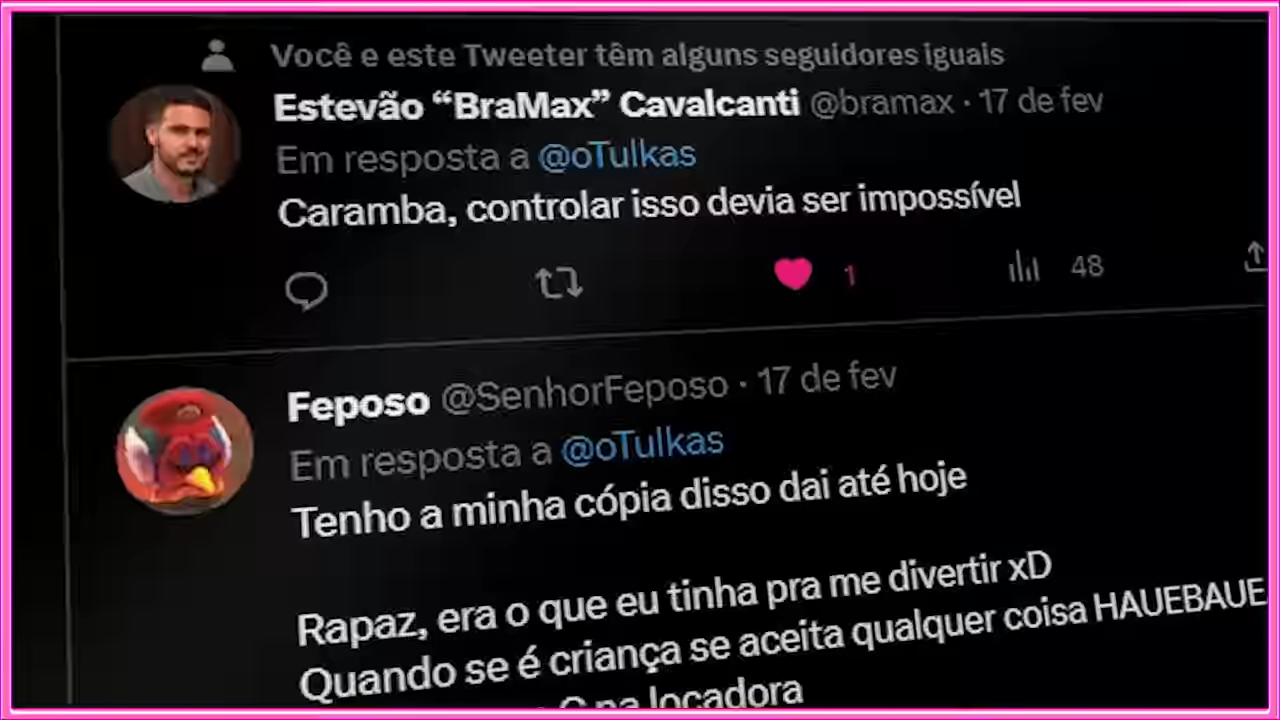 Você e este Tweeter têm alguns seguidores iguais
Estevão “BraMax” Cavalcanti @bramax · 17 de fev
Em resposta a @oTulkas
Caramba, controlar isso devia ser impossível
1 48
Feposo @SenhorFeposo · 17 de fev
Em resposta a @oTulkas
Tenho a minha cópia disso dai até hoje
Rapaz, era o que eu tinha pra me divertir xD
Quando se é criança se aceita qualquer coisa HAUEBAUE
na locadora